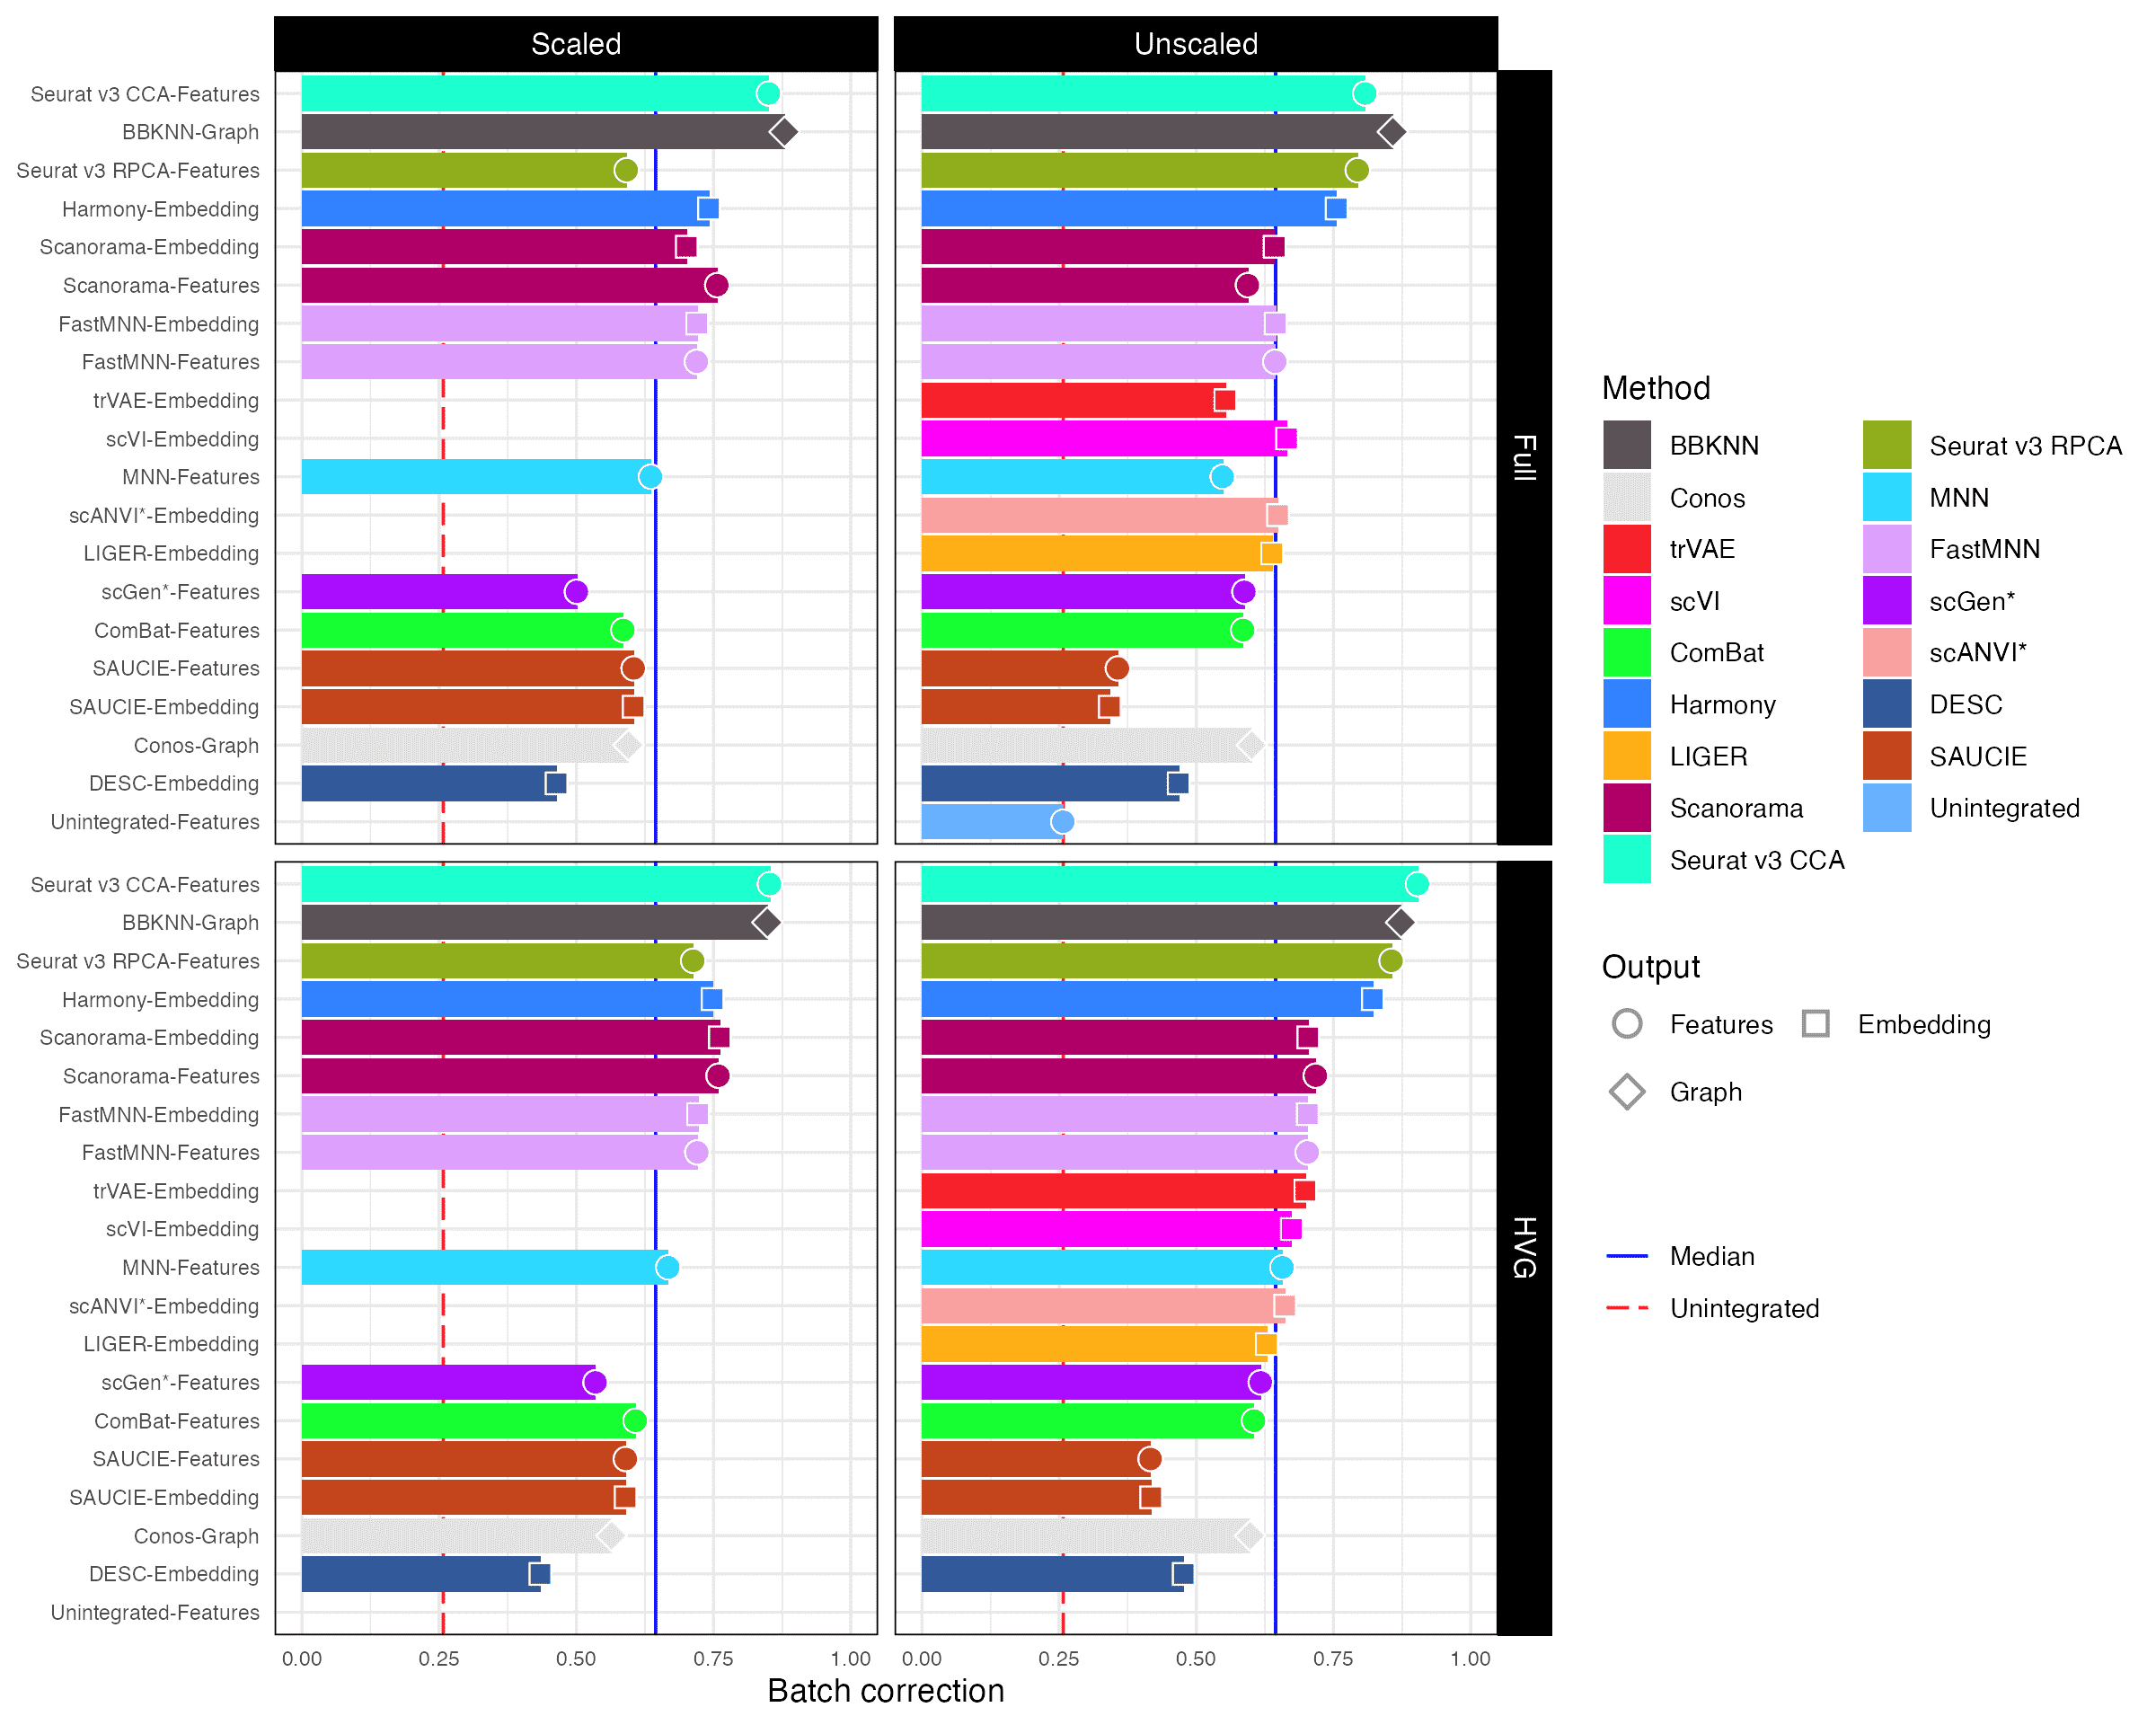 Scaled
Unscaled
Seurat v3 CCA-Features
BBKNN-Graph
Seurat v3 RPCA-Features
Harmony-Embedding
Scanorama-Embedding
Scanorama-Features
FastMNN-Embedding
FastMNN-Features
trVAE-Embedding
scVI-Embedding
MNN-Features
scANVI*-Embedding
LIGER-Embedding
scGen*-Features
ComBat-Features
SAUCIE-Features
SAUCIE-Embedding
Conos-Graph
DESC-Embedding
Unintegrated-Features
Full
Seurat v3 CCA-Features
BBKNN-Graph
Seurat v3 RPCA-Features
Harmony-Embedding
Scanorama-Embedding
Scanorama-Features
FastMNN-Embedding
FastMNN-Features
trVAE-Embedding
scVI-Embedding
MNN-Features
scANVI*-Embedding
LIGER-Embedding
scGen*-Features
ComBat-Features
SAUCIE-Features
SAUCIE-Embedding
Conos-Graph
DESC-Embedding
Unintegrated-Features
HVG
0.00 0.25 0.50 0.75 1.00
0.00 0.25 0.50 0.75 1.00
Batch correction
Method
BBKNN
Conos
trVAE
scVI
ComBat
Harmony
LIGER
Scanorama
Seurat v3 CCA
Seurat v3 RPCA
MNN
FastMNN
scGen*
scANVI*
DESC
SAUCIE
Unintegrated
Output
Features
Embedding
Graph
Median
Unintegrated